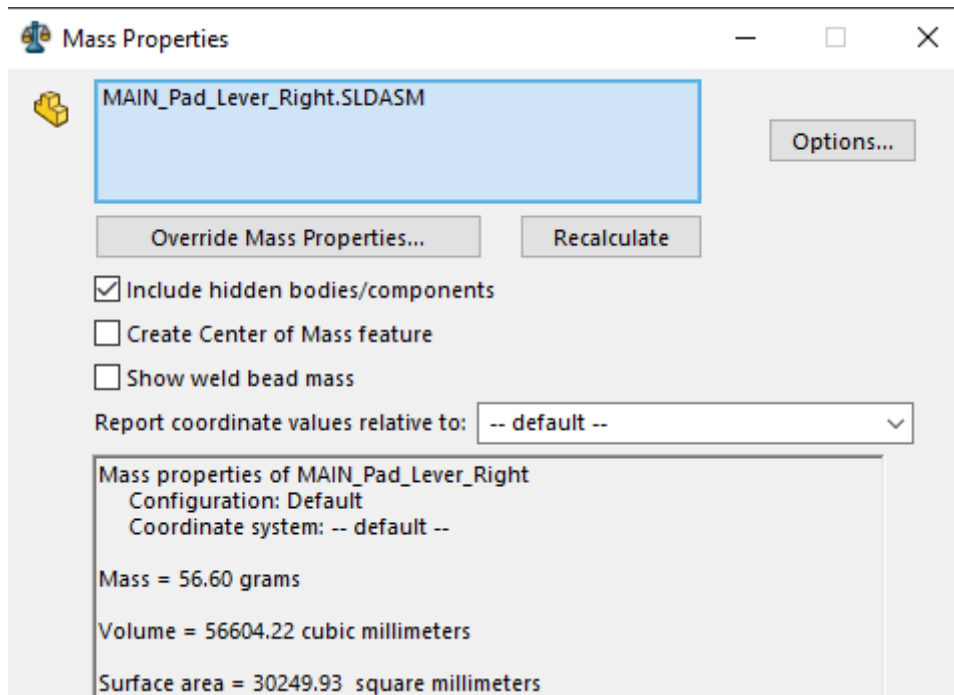 Mass Properties
MAIN_Pad_Lever_Right.SLDASM
Options...
Override Mass Properties...
Recalculate
Include hidden bodies/components
Create Center of Mass feature
Show weld bead mass
Report coordinate values relative to: -- default --
Mass properties of MAIN_Pad_Lever_Right
Configuration: Default
Coordinate system: -- default --
Mass = 56.60 grams
Volume = 56604.22 cubic millimeters
Surface area = 30249.93  square millimeters